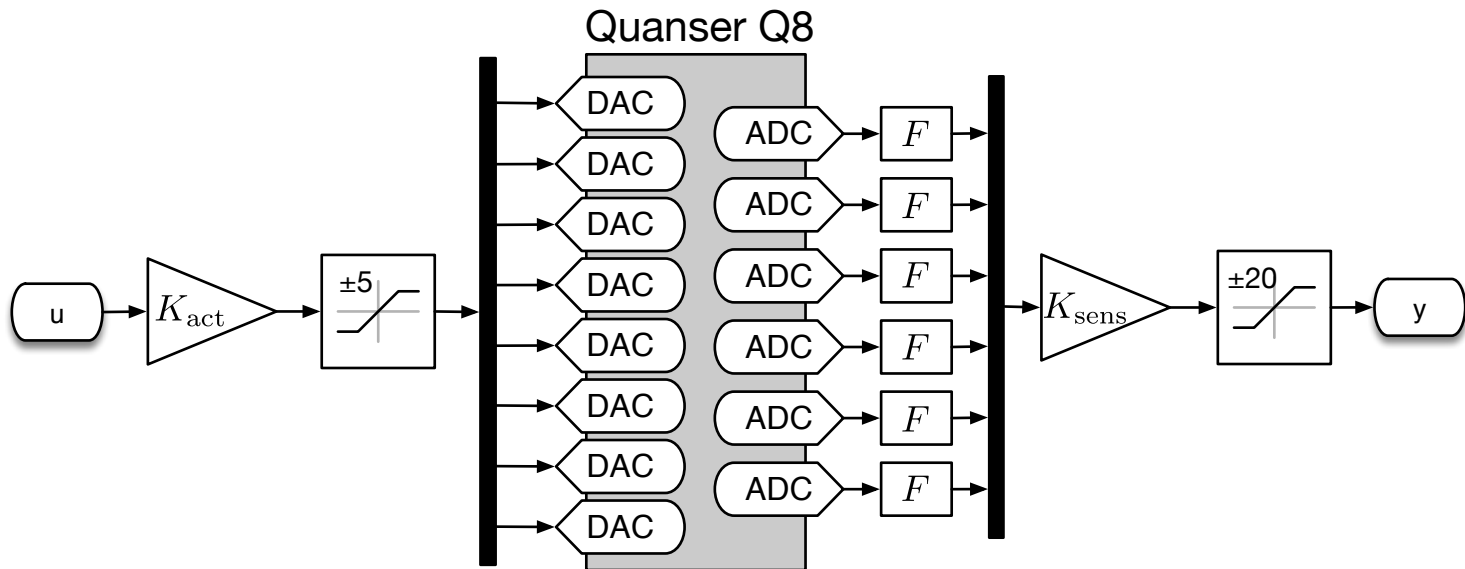 Quanser Q8
u
K_act
±5
DAC
DAC
DAC
DAC
DAC
DAC
DAC
DAC
ADC
ADC
ADC
ADC
ADC
ADC
F
F
F
F
F
F
K_sens
±20
y